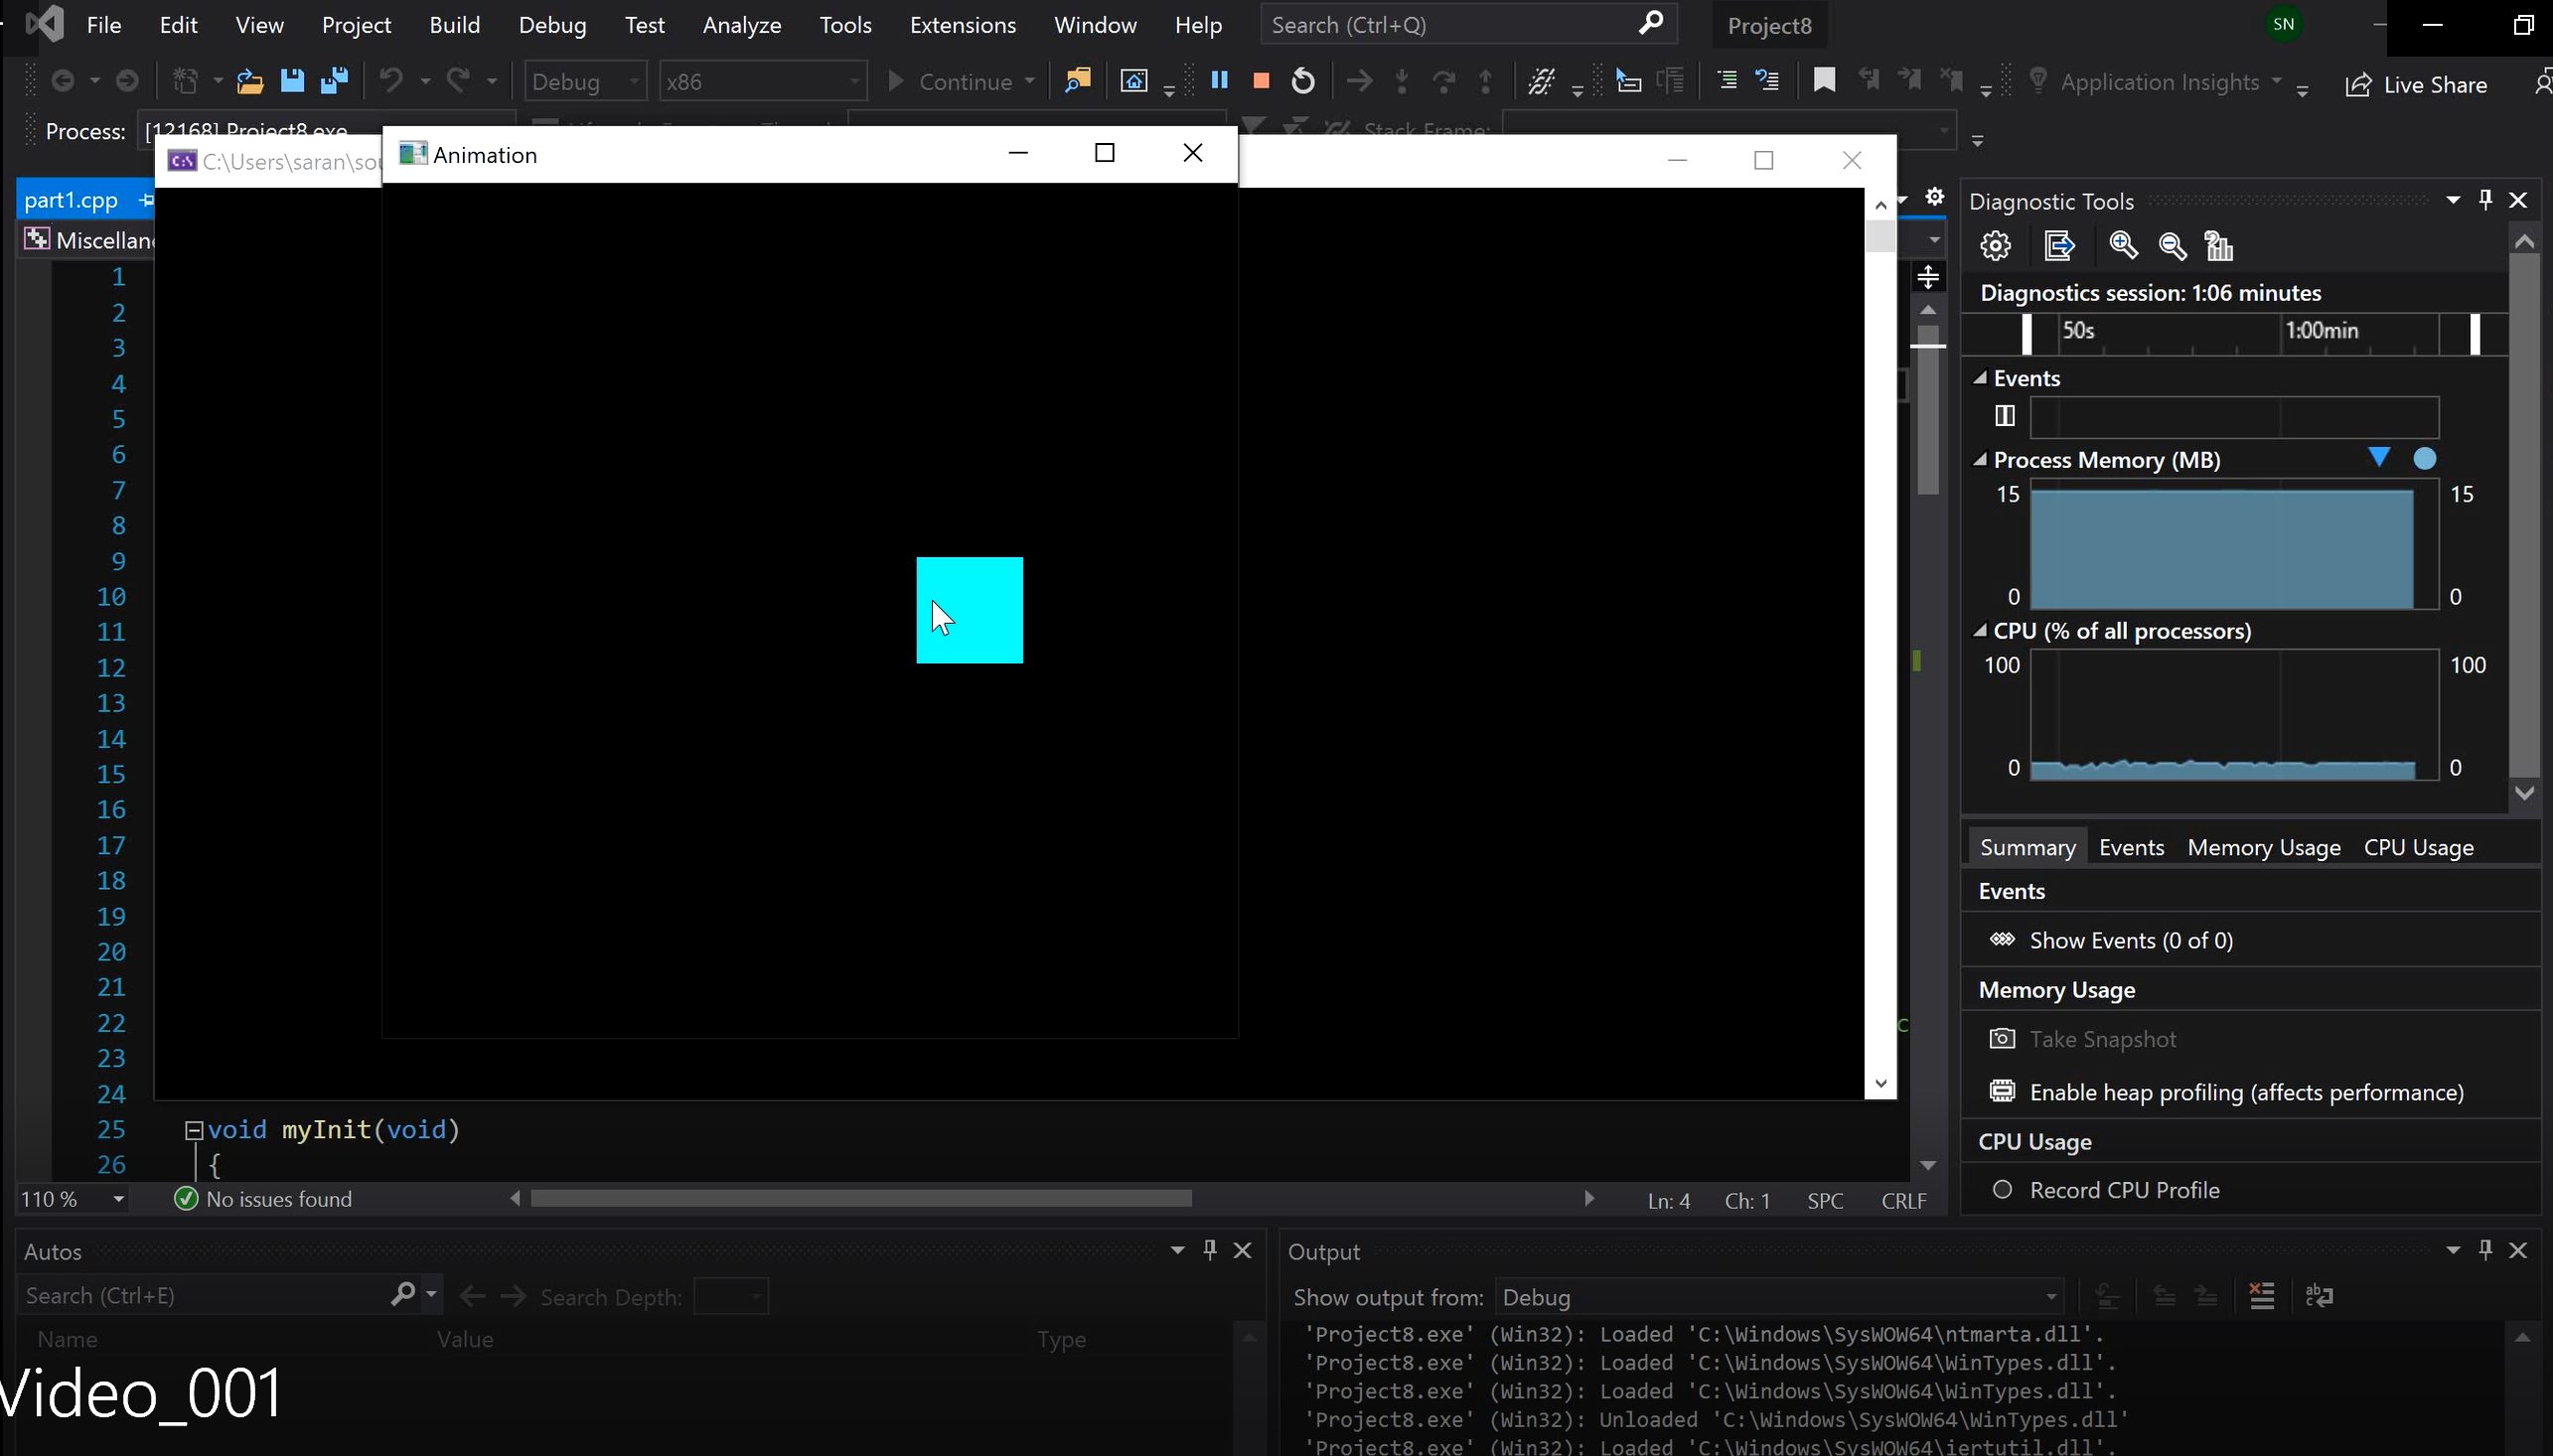 File Edit View Project Build Debug Test Analyze Tools Extensions Window Help Search (Ctrl+Q) Project8 SN
Debug x86 Continue Application Insights Live Share
Process: [12168] Project8.exe Stack Frame:
C:\Users\saran\sou
Animation
part1.cpp
Miscellane
1
2
3
4
5
6
7
8
9
10
11
12
13
14
15
16
17
18
19
20
21
22
23
24
25 void myInit(void)
26 {
110 % No issues found Ln: 4 Ch: 1 SPC CRLF
Diagnostic Tools
Diagnostics session: 1:06 minutes
50s 1:00min
Events
Process Memory (MB)
15 15
0 0
CPU (% of all processors)
100 100
0 0
Summary Events Memory Usage CPU Usage
Events
Show Events (0 of 0)
Memory Usage
Take Snapshot
Enable heap profiling (affects performance)
CPU Usage
Record CPU Profile
Autos
Search (Ctrl+E) Search Depth:
Name Value Type
Video_001
Output
Show output from: Debug
'Project8.exe' (Win32): Loaded 'C:\Windows\SysWOW64\ntmarta.dll'.
'Project8.exe' (Win32): Loaded 'C:\Windows\SysWOW64\WinTypes.dll'.
'Project8.exe' (Win32): Loaded 'C:\Windows\SysWOW64\WinTypes.dll'.
'Project8.exe' (Win32): Unloaded 'C:\Windows\SysWOW64\WinTypes.dll'
'Project8.exe' (Win32): Loaded 'C:\Windows\SysWOW64\iertutil.dll'.